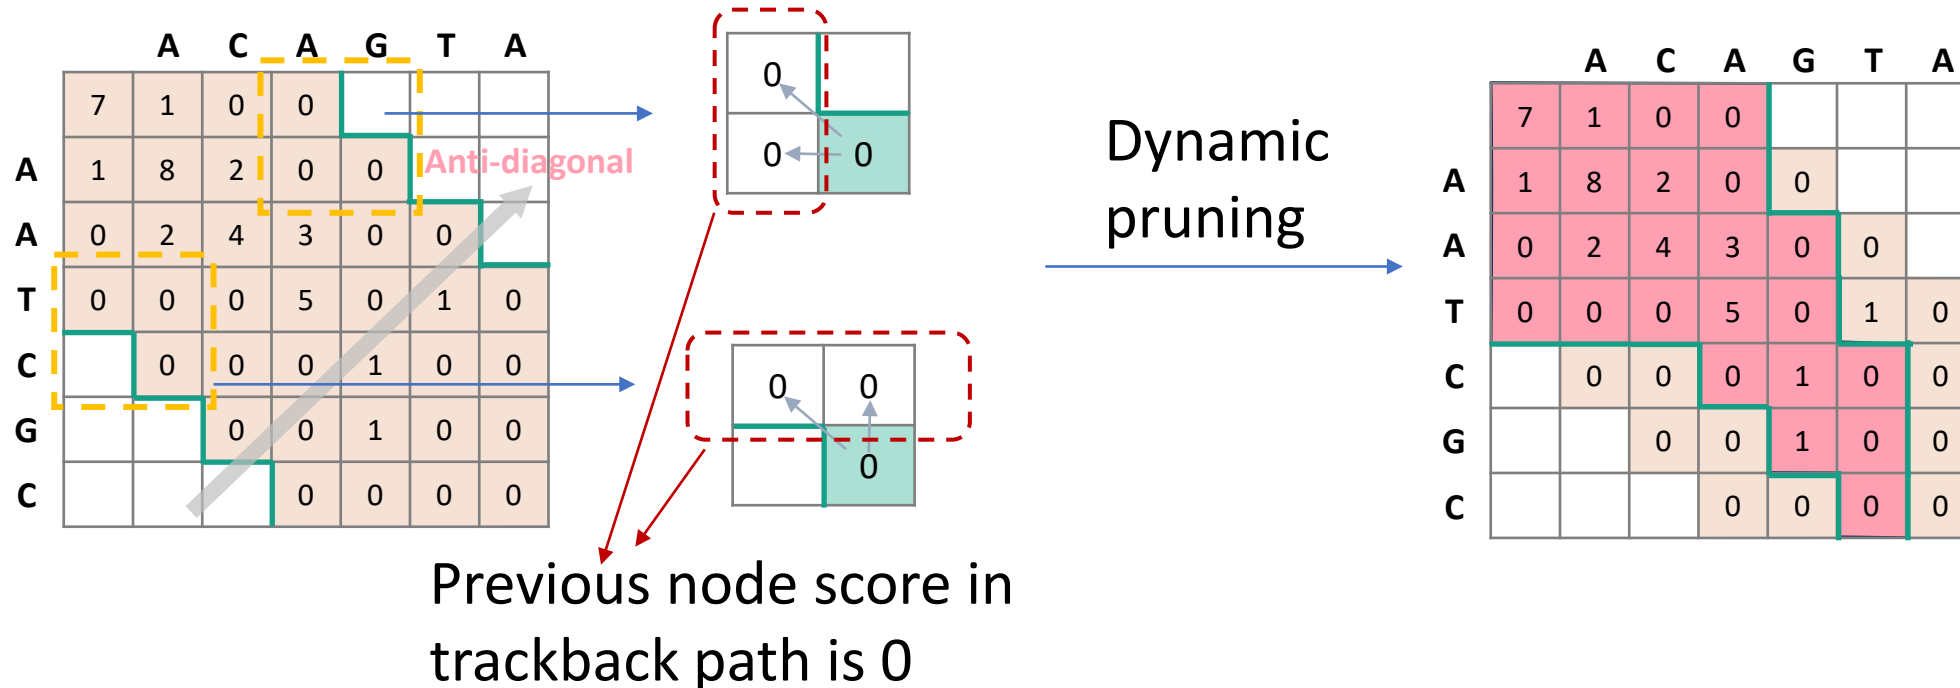 A C A G T A
7 1 0 0
A 1 8 2 0 0
A 0 2 4 3 0 0
T 0 0 0 5 0 1 0
C 0 0 0 1 0 0
G 0 0 1 0 0
C 0 0 0 0
Anti-diagonal
0
0 0
0 0
0
Previous node score in
trackback path is 0
Dynamic
pruning
A C A G T A
7 1 0 0
A 1 8 2 0 0
A 0 2 4 3 0 0
T 0 0 0 5 0 1 0
C 0 0 0 1 0 0
G 0 0 1 0 0
C 0 0 0 0